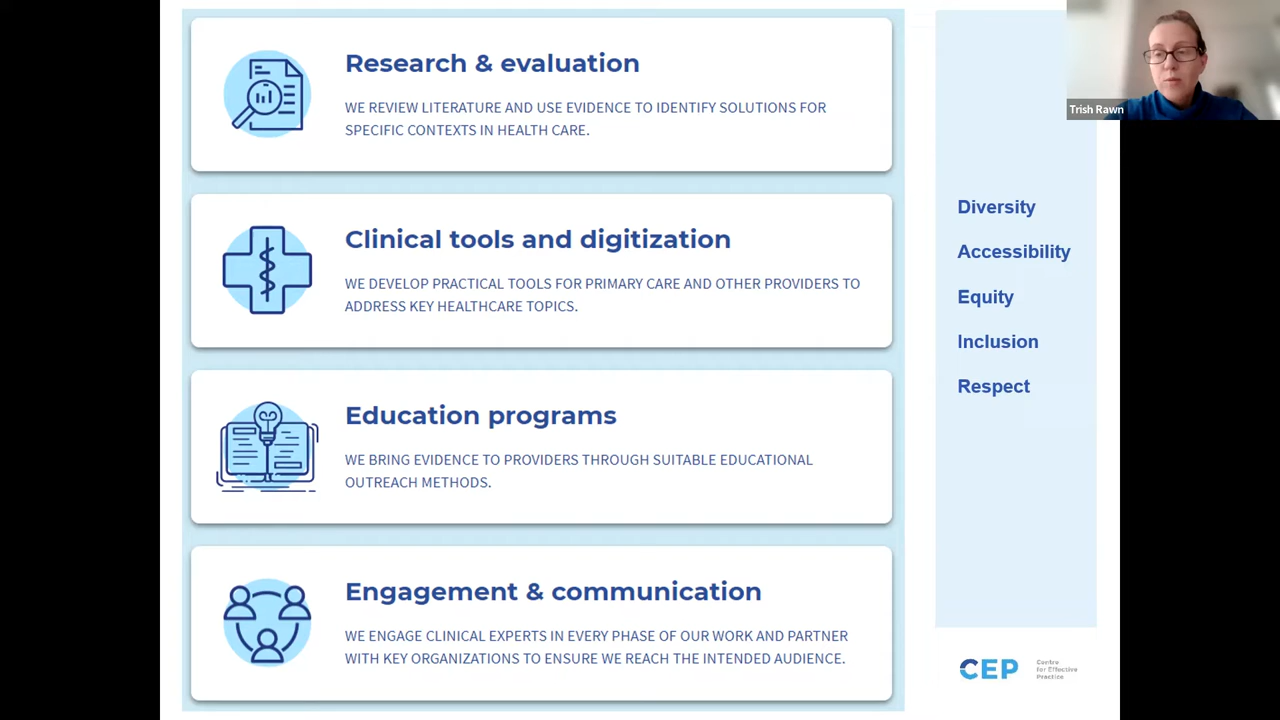 Research & evaluation
WE REVIEW LITERATURE AND USE EVIDENCE TO IDENTIFY SOLUTIONS FOR
SPECIFIC CONTEXTS IN HEALTH CARE.
Clinical tools and digitization
WE DEVELOP PRACTICAL TOOLS FOR PRIMARY CARE AND OTHER PROVIDERS TO
ADDRESS KEY HEALTHCARE TOPICS.
Education programs
WE BRING EVIDENCE TO PROVIDERS THROUGH SUITABLE EDUCATIONAL
OUTREACH METHODS.
Engagement & communication
WE ENGAGE CLINICAL EXPERTS IN EVERY PHASE OF OUR WORK AND PARTNER
WITH KEY ORGANIZATIONS TO ENSURE WE REACH THE INTENDED AUDIENCE.
Trish Rawn
Diversity
Accessibility
Equity
Inclusion
Respect
CEP
Centre
for Effective
Practice